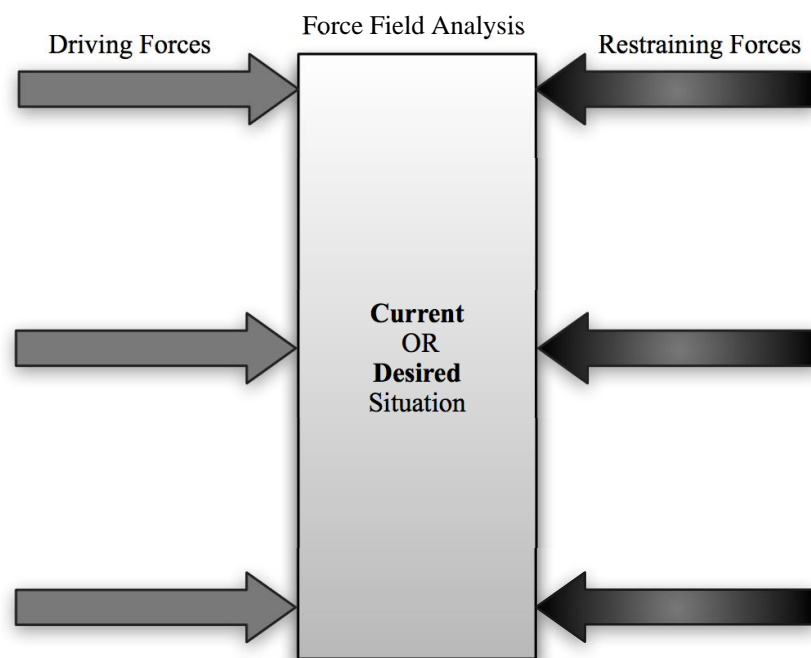 Force Field Analysis
Driving Forces
Restraining Forces
Current
OR
Desired
Situation